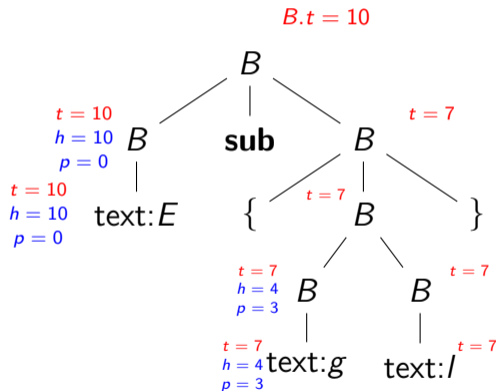 B.t = 10
B
t = 10
h = 10
p = 0
B
sub
B
t = 7
t = 10
h = 10
p = 0
text:E
{
t = 7
B
}
t = 7
h = 4
p = 3
B
B
t = 7
t = 7
h = 4
p = 3
text:g
text:l
t = 7